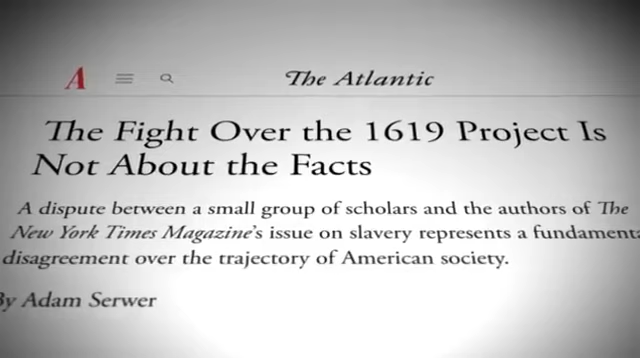 A The Atlantic
The Fight Over the 1619 Project Is
Not About the Facts
A dispute between a small group of scholars and the authors of The
New York Times Magazine's issue on slavery represents a fundamenta
disagreement over the trajectory of American society.
By Adam Serwer